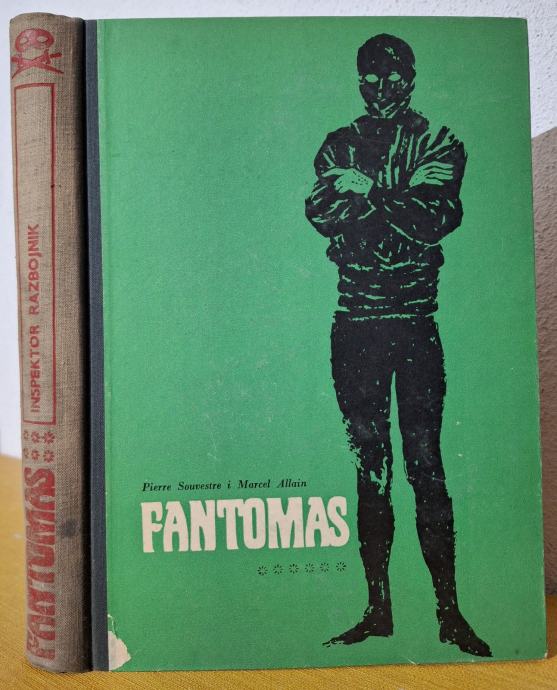 FANTOMAS
INSPEKTOR RAZBOJNIK
Pierre Souvestre i Marcel Allain
FANTOMAS